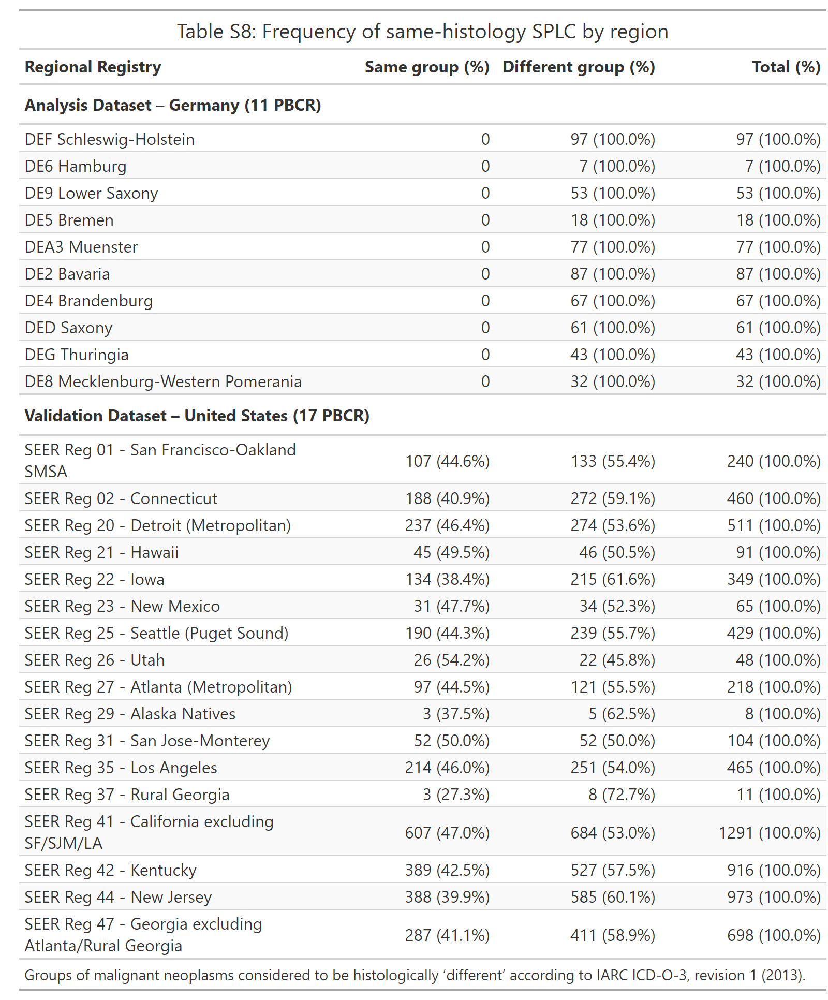 Table S8: Frequency of same-histology SPLC by region
Regional Registry Same group (%) Different group (%) Total (%)
Analysis Dataset – Germany (11 PBCR)
DEF Schleswig-Holstein 0 97 (100.0%) 97 (100.0%)
DE6 Hamburg 0 7 (100.0%) 7 (100.0%)
DE9 Lower Saxony 0 53 (100.0%) 53 (100.0%)
DE5 Bremen 0 18 (100.0%) 18 (100.0%)
DEA3 Muenster 0 77 (100.0%) 77 (100.0%)
DE2 Bavaria 0 87 (100.0%) 87 (100.0%)
DE4 Brandenburg 0 67 (100.0%) 67 (100.0%)
DED Saxony 0 61 (100.0%) 61 (100.0%)
DEG Thuringia 0 43 (100.0%) 43 (100.0%)
DE8 Mecklenburg-Western Pomerania 0 32 (100.0%) 32 (100.0%)
Validation Dataset – United States (17 PBCR)
SEER Reg 01 - San Francisco-Oakland
SMSA 107 (44.6%) 133 (55.4%) 240 (100.0%)
SEER Reg 02 - Connecticut 188 (40.9%) 272 (59.1%) 460 (100.0%)
SEER Reg 20 - Detroit (Metropolitan) 237 (46.4%) 274 (53.6%) 511 (100.0%)
SEER Reg 21 - Hawaii 45 (49.5%) 46 (50.5%) 91 (100.0%)
SEER Reg 22 - Iowa 134 (38.4%) 215 (61.6%) 349 (100.0%)
SEER Reg 23 - New Mexico 31 (47.7%) 34 (52.3%) 65 (100.0%)
SEER Reg 25 - Seattle (Puget Sound) 190 (44.3%) 239 (55.7%) 429 (100.0%)
SEER Reg 26 - Utah 26 (54.2%) 22 (45.8%) 48 (100.0%)
SEER Reg 27 - Atlanta (Metropolitan) 97 (44.5%) 121 (55.5%) 218 (100.0%)
SEER Reg 29 - Alaska Natives 3 (37.5%) 5 (62.5%) 8 (100.0%)
SEER Reg 31 - San Jose-Monterey 52 (50.0%) 52 (50.0%) 104 (100.0%)
SEER Reg 35 - Los Angeles 214 (46.0%) 251 (54.0%) 465 (100.0%)
SEER Reg 37 - Rural Georgia 3 (27.3%) 8 (72.7%) 11 (100.0%)
SEER Reg 41 - California excluding
SF/SJM/LA 607 (47.0%) 684 (53.0%) 1291 (100.0%)
SEER Reg 42 - Kentucky 389 (42.5%) 527 (57.5%) 916 (100.0%)
SEER Reg 44 - New Jersey 388 (39.9%) 585 (60.1%) 973 (100.0%)
SEER Reg 47 - Georgia excluding
Atlanta/Rural Georgia 287 (41.1%) 411 (58.9%) 698 (100.0%)
Groups of malignant neoplasms considered to be histologically ‘different’ according to IARC ICD-O-3, revision 1 (2013).